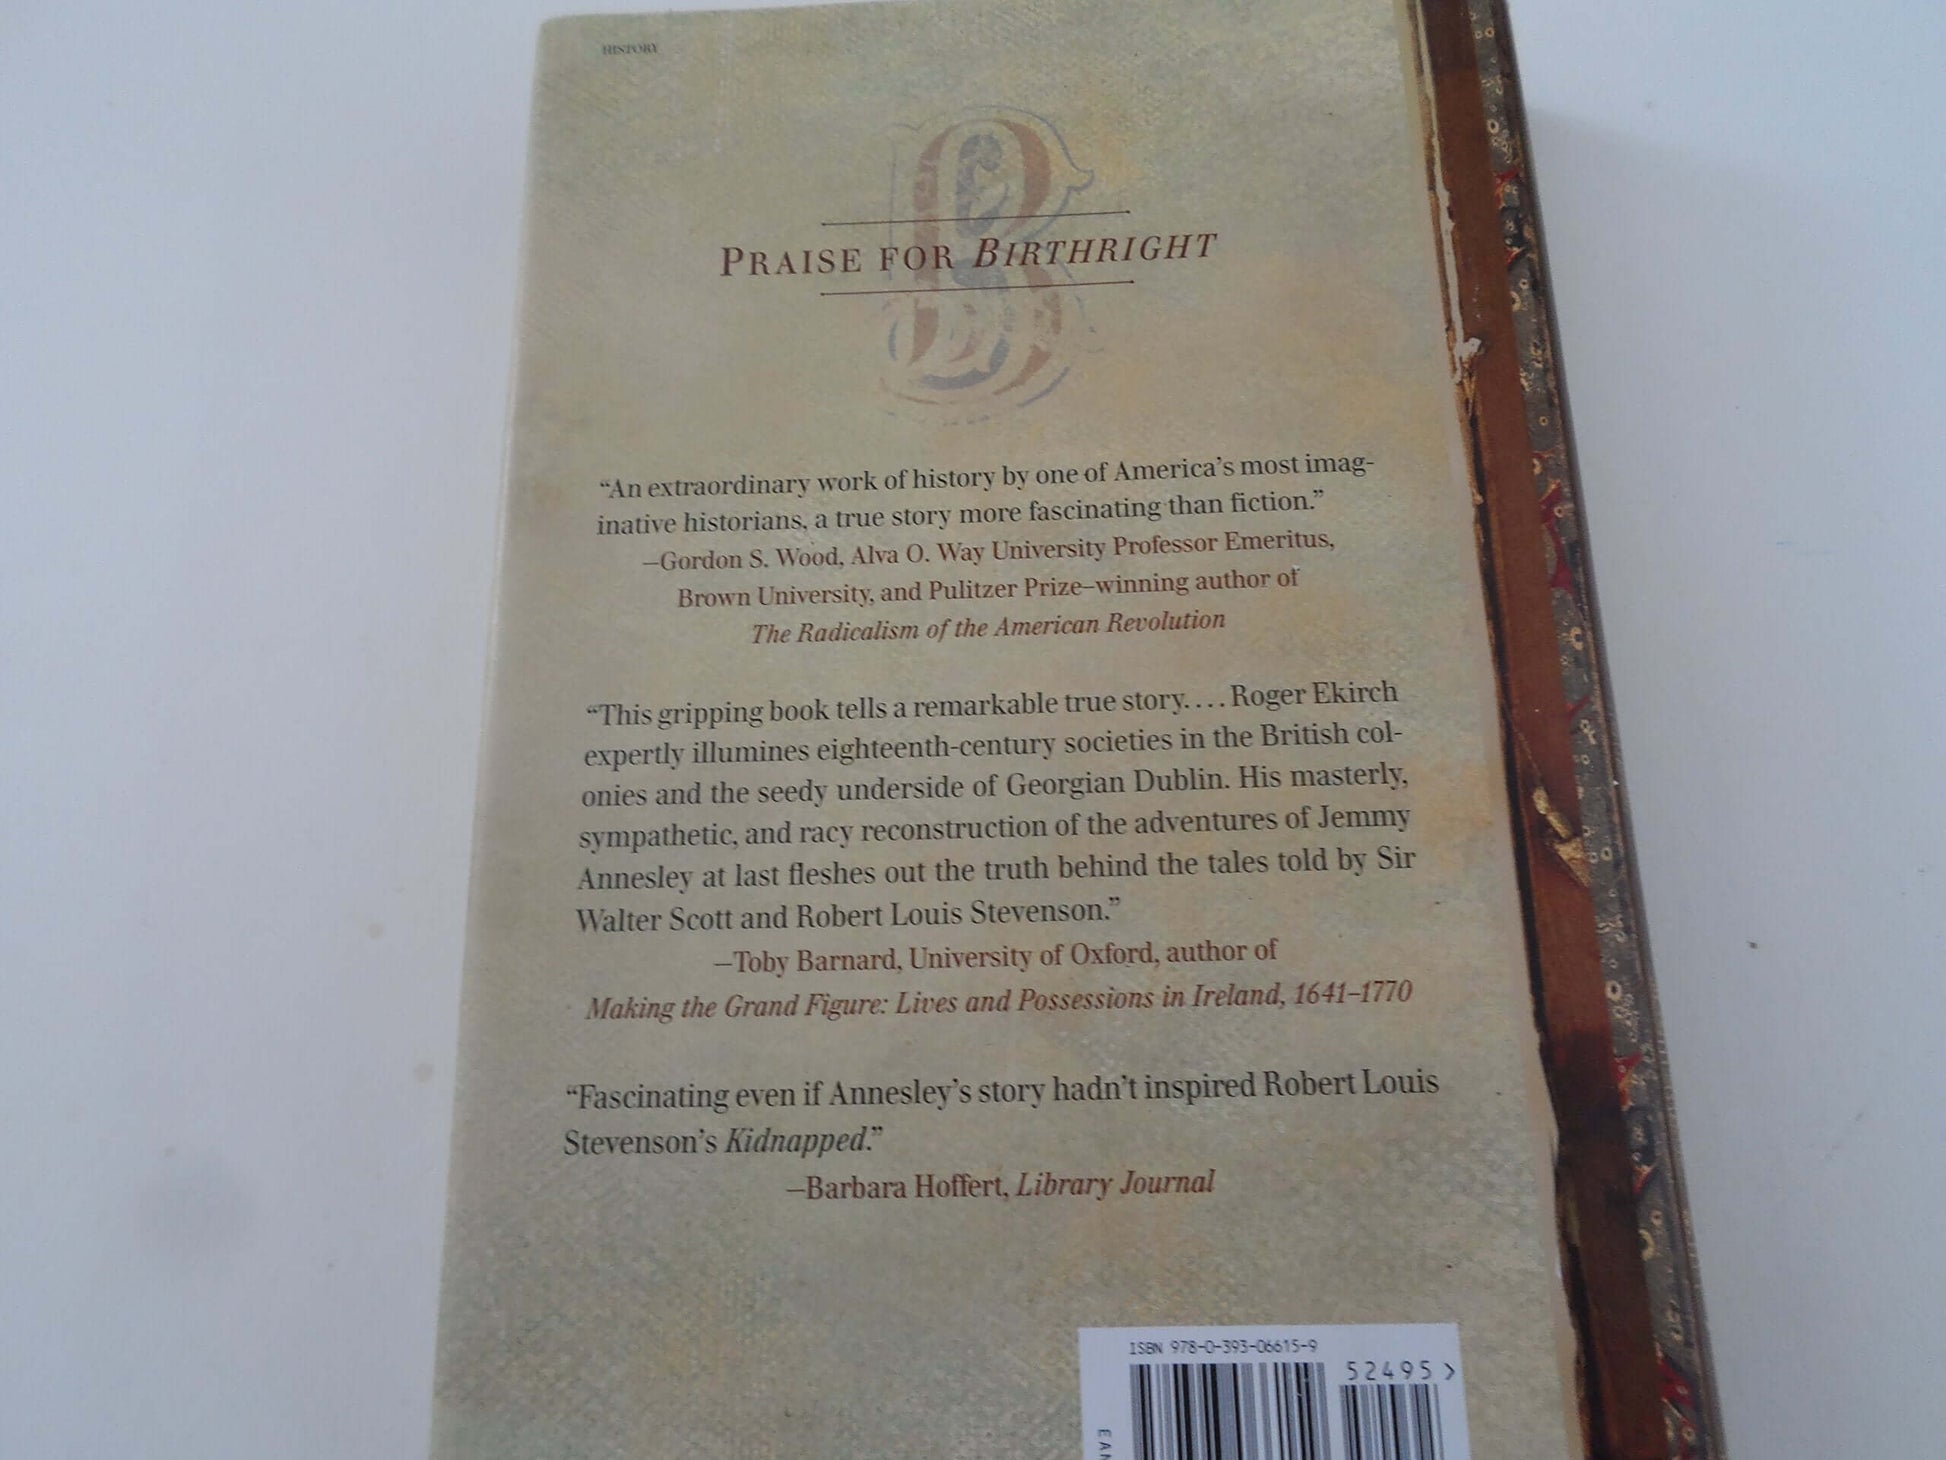 HISTORY
PRAISE FOR BIRTHRIGHT
“An extraordinary work of history by one of America’s most imag-
inative historians, a true story more fascinating than fiction.”
—Gordon S. Wood, Alva O. Way University Professor Emeritus,
Brown University, and Pulitzer Prize–winning author of
The Radicalism of the American Revolution
“This gripping book tells a remarkable true story. . . . Roger Ekirch
expertly illumines eighteenth-century societies in the British col-
onies and the seedy underside of Georgian Dublin. His masterly,
sympathetic, and racy reconstruction of the adventures of Jemmy
Annesley at last fleshes out the truth behind the tales told by Sir
Walter Scott and Robert Louis Stevenson.”
—Toby Barnard, University of Oxford, author of
Making the Grand Figure: Lives and Possessions in Ireland, 1641–1770
“Fascinating even if Annesley’s story hadn’t inspired Robert Louis
Stevenson’s Kidnapped.”
—Barbara Hoffert, Library Journal
ISBN 978-0-393-06615-9
52495>
EAN